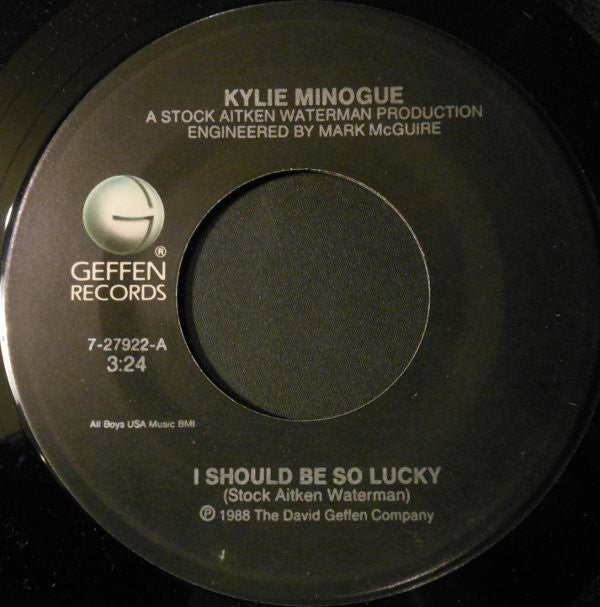 KYLIE MINOGUE
A STOCK AITKEN WATERMAN PRODUCTION
ENGINEERED BY MARK McGUIRE
G
®
GEFFEN
RECORDS
7-27922-A
3:24
All Boys USA Music BMI
I SHOULD BE SO LUCKY
(Stock Aitken Waterman)
℗ 1988 The David Geffen Company